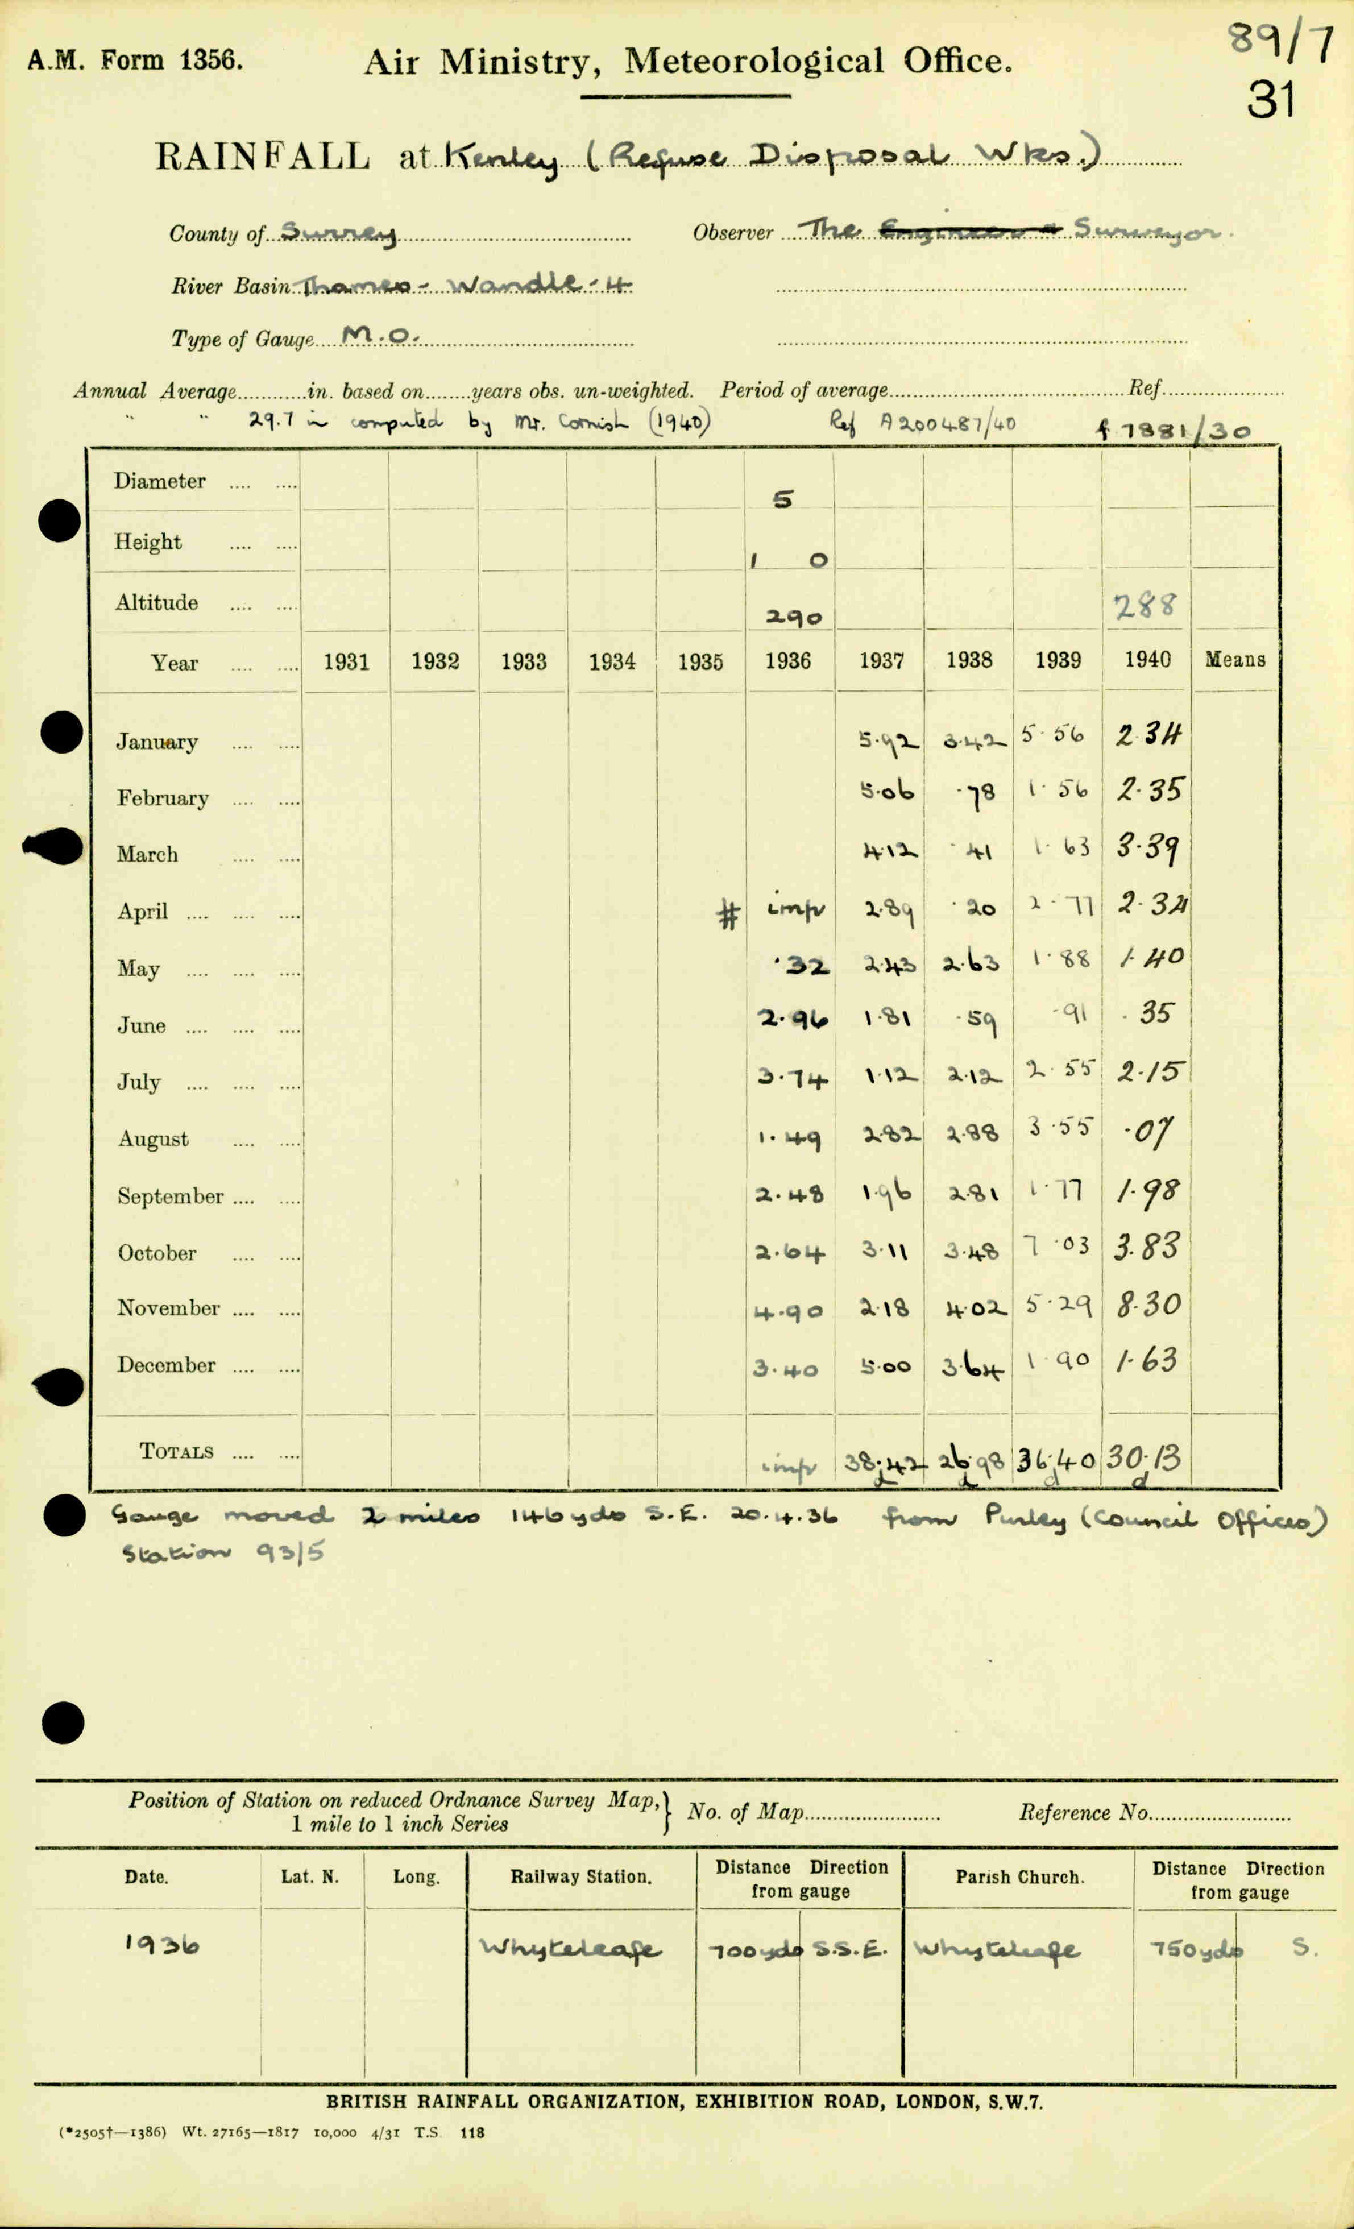 A.M. Form 1356. Air Ministry, Meteorological Office. 89/7
31
RAINFALL at Kenley (Refuse Disposal Wks.)
County of Surrey Observer The Engineer & Surveyor.
River Basin Thames - Wandle - 4
Type of Gauge M.O.
Annual Average in. based on years obs. un-weighted. Period of average Ref.
" " 29.7 in computed by Mr. Cornish (1940) Ref A200487/40 f 7881/30
Diameter 5
Height 1 0
Altitude 290 288
Year 1931 1932 1933 1934 1935 1936 1937 1938 1939 1940 Means
January 5.92 3.42 5.56 2.34
February 5.06 .78 1.56 2.35
March 4.12 .41 1.63 3.39
April # imp 2.89 .20 2.77 2.34
May .32 2.43 2.63 1.88 1.40
June 2.96 1.81 .59 .91 .35
July 3.74 1.12 2.12 2.55 2.15
August 1.49 2.82 2.88 3.55 .07
September 2.48 1.96 2.81 1.77 1.98
October 2.64 3.11 3.48 7.03 3.83
November 4.90 2.18 4.02 5.29 8.30
December 3.40 5.00 3.64 1.90 1.63
TOTALS imp 38.42 26.98 36.40 30.13
d d d d
Gauge moved 2 miles 146 yds S.E. 20.4.36 from Purley (Council Offices)
Station 93/5
Position of Station on reduced Ordnance Survey Map, } No. of Map Reference No.
1 mile to 1 inch Series
Date. Lat. N. Long. Railway Station. Distance Direction from gauge Parish Church. Distance Direction from gauge
1936 Whyteleafe 700 yds S.S.E. Whyteleafe 750 yds S.
BRITISH RAINFALL ORGANIZATION, EXHIBITION ROAD, LONDON, S.W.7.
(*2505†—1386) Wt. 27165—1817 10,000 4/31 T.S. 118